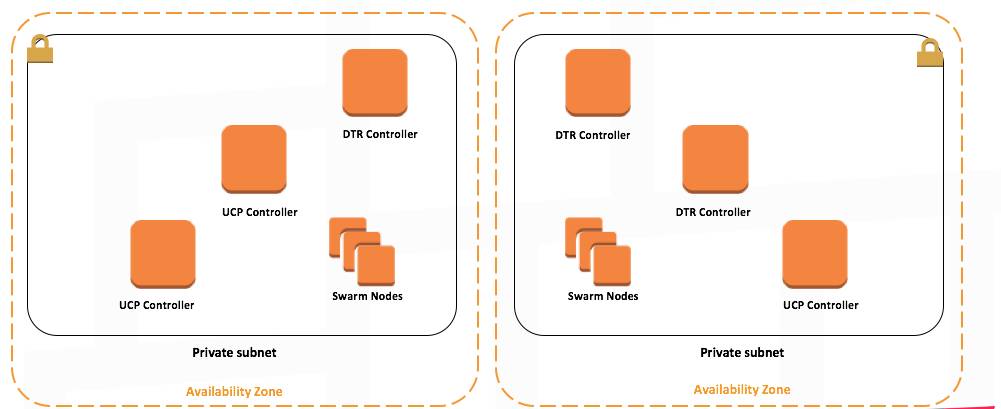 DTR Controller
UCP Controller
UCP Controller
Swarm Nodes
Private subnet
Availability Zone
DTR Controller
DTR Controller
Swarm Nodes
UCP Controller
Private subnet
Availability Zone